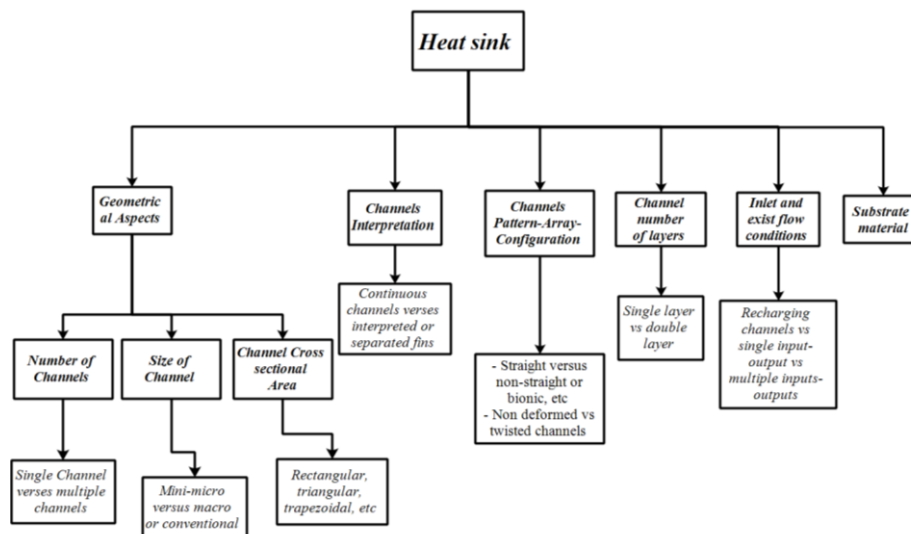 Heat sink
Geometric
al Aspects
Channels
Interpretation
Channels
Pattern-Array-
Configuration
Channel
number
of layers
Inlet and
exist flow
conditions
Substrate
material
Continuous
channels verses
interpreted or
separated fins
Single layer
vs double
layer
Recharging
channels vs
single input-
output vs
multiple inputs-
outputs
Number of
Channels
Size of
Channel
Channel Cross
sectional
Area
- Straight versus
non-straight or
bionic, etc
- Non deformed vs
twisted channels
Single Channel
verses multiple
channels
Mini-micro
versus macro
or conventional
Rectangular,
triangular,
trapezoidal, etc